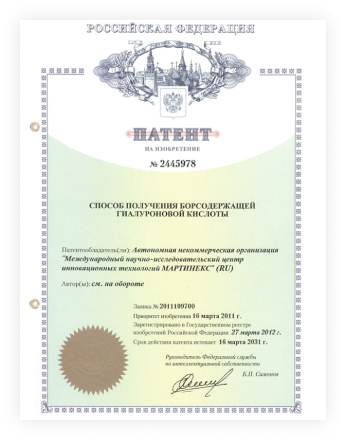 РОССИЙСКАЯ ФЕДЕРАЦИЯ
ПАТЕНТ
НА ИЗОБРЕТЕНИЕ
№ 2445978
СПОСОБ ПОЛУЧЕНИЯ БОРСОДЕРЖАЩЕЙ
ГИАЛУРОНОВОЙ КИСЛОТЫ
Патентообладатель(ли): Автономная некоммерческая организация
"Международный научно-исследовательский центр
инновационных технологий МАРТИНЕКС" (RU)
Автор(ы): см. на обороте
Заявка № 2011109700
Приоритет изобретения 16 марта 2011 г.
Зарегистрировано в Государственном реестре
изобретений Российской Федерации 27 марта 2012 г.
Срок действия патента истекает 16 марта 2031 г.
Руководитель Федеральной службы
по интеллектуальной собственности
Б.П. Симонов